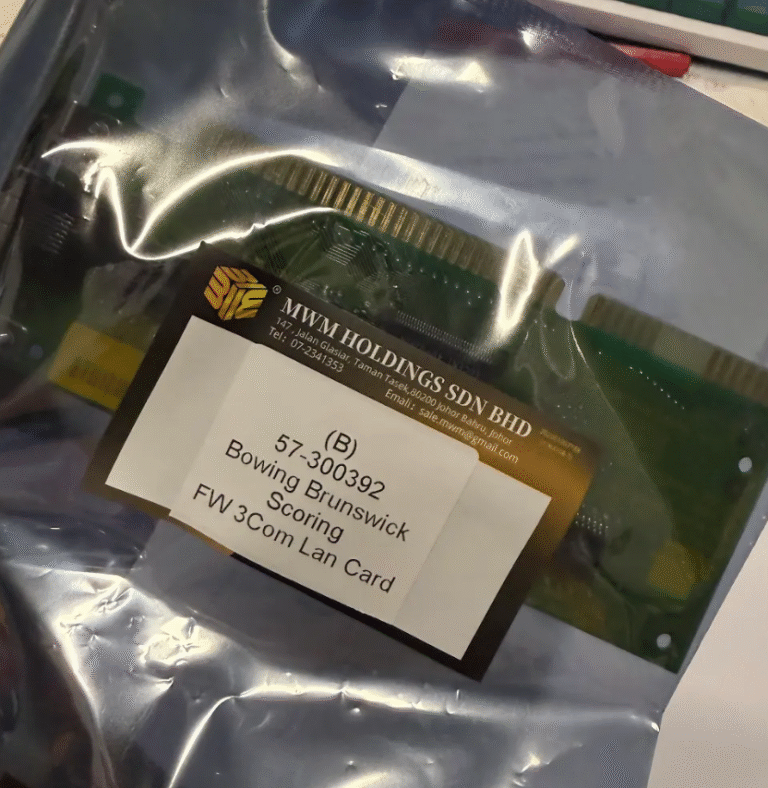 ®
MWM HOLDINGS SDN BHD
147, Jalan Glasiar, Taman Tasek,80200 Johor Bahru, Johor
Tel: 07-2341353
Email: sale.mwm@gmail.com
(B)
57-300392
Bowing Brunswick
Scoring
FW 3Com Lan Card